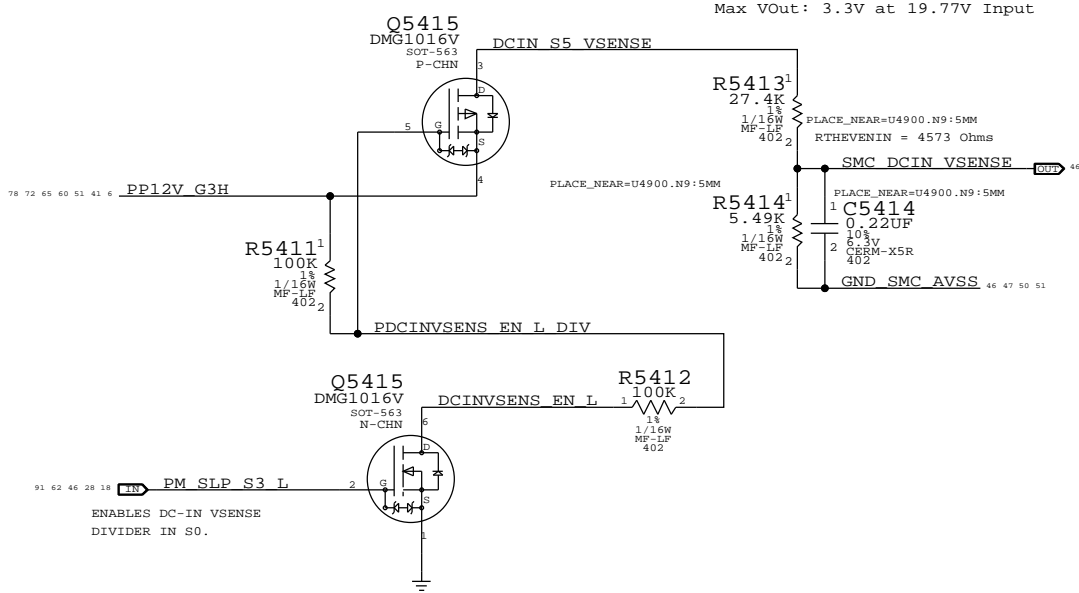 Max VOut: 3.3V at 19.77V Input
Q5415
DMG1016V
SOT-563
P-CHN
DCIN_S5_VSENSE
3
D
5
G
S
4
R5413
1
27.4K
1%
1/16W
MF-LF
402
2
PLACE_NEAR=U4900.N9:5MM
RTHEVENIN = 4573 Ohms
SMC_DCIN_VSENSE
OUT
46
78 72 65 60 51 41 6
PP12V_G3H
PLACE_NEAR=U4900.N9:5MM
PLACE_NEAR=U4900.N9:5MM
R5414
1
5.49K
1%
1/16W
MF-LF
402
2
1
C5414
0.22UF
10%
6.3V
2
CERM-X5R
402
GND_SMC_AVSS
46 47 50 51
R5411
1
100K
1%
1/16W
MF-LF
402
2
PDCINVSENS_EN_L_DIV
Q5415
DMG1016V
SOT-563
N-CHN
DCINVSENS_EN_L
6
R5412
100K
1
2
1%
1/16W
MF-LF
402
D
91 62 46 28 18
IN
PM_SLP_S3_L
2
G
S
1
ENABLES DC-IN VSENSE
DIVIDER IN S0.